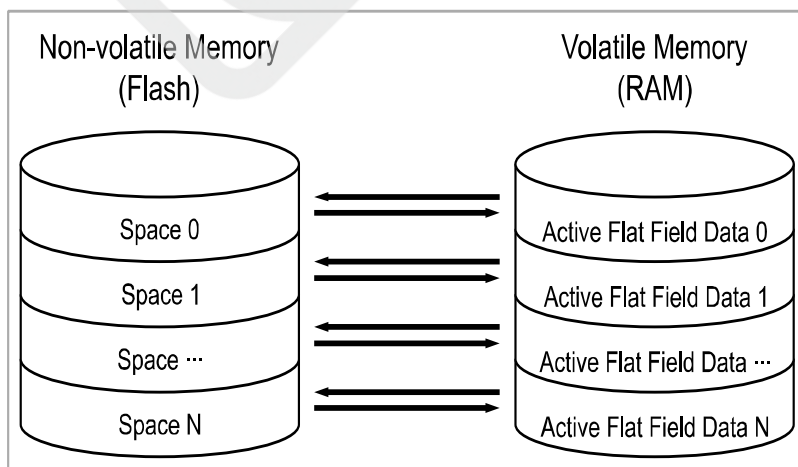 Non-volatile Memory
(Flash)
Volatile Memory
(RAM)
Space 0
Active Flat Field Data 0
Space 1
Active Flat Field Data 1
Space ···
Active Flat Field Data ···
Space N
Active Flat Field Data N